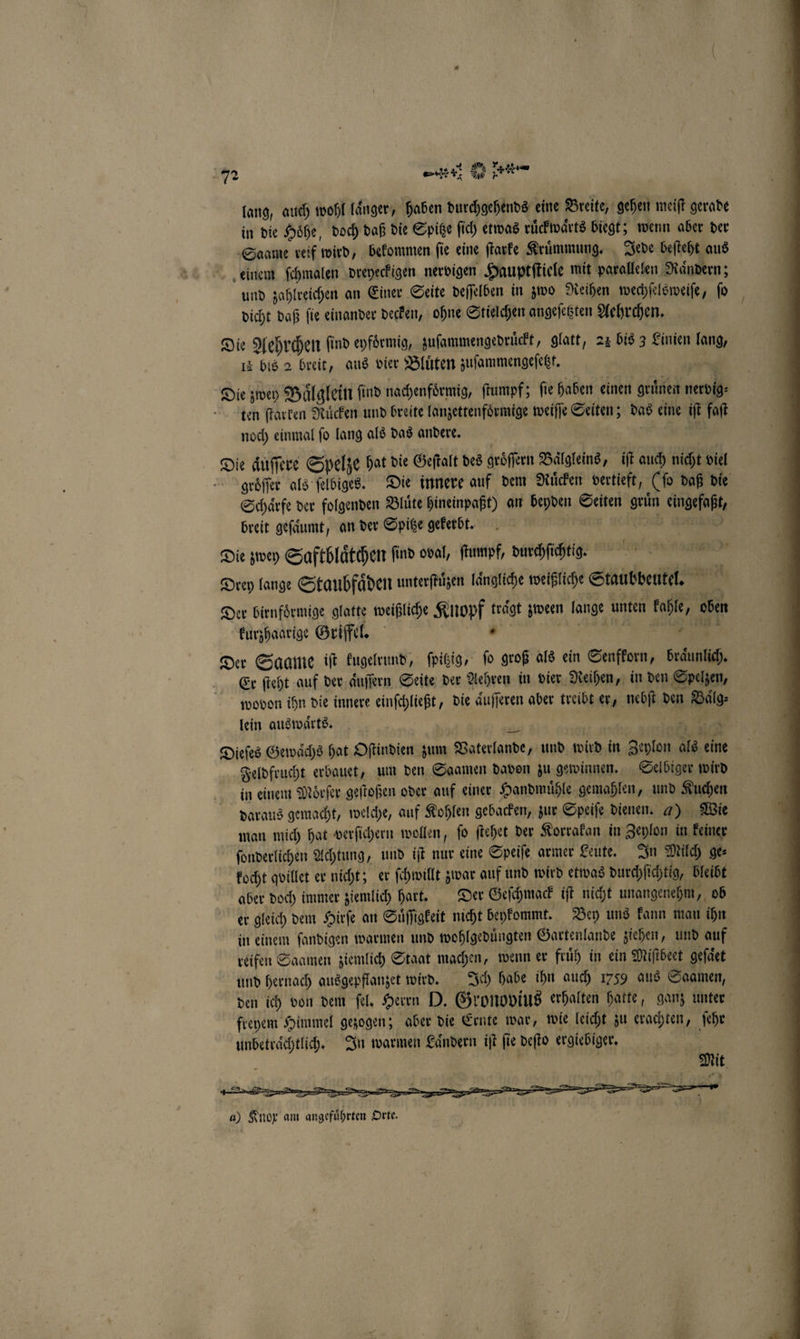 72
lang, auch wohl länger, haben durchgehends eine Breite, gehen meist gerade
in die Höhe, doch daß die Spitze sich etwas rückwärts biegt; wenn aber der
Saame reif wird, bekommen sie eine starke Krümmung. Jede besteht aus
einem schmalen dreyeckigen nervigen Hauptstiele mit parallelen Rändern;
und zahlreichen an Einer Seite desselben in zwo Reihen wechselsweise, so
dicht daß sie einander decken, ohne Stielchen angesetzten Aehrchen.
Die Aehrchen sind eyförmig, zusammengedrückt, glatt, 2½ bis 3 Linien lang,
1½ bis 2 breit, aus vier Blüten zusammengesetzt.
Die zwey Bälglein sind nachenförmig, stumpf; sie haben einen grünen nervig=
ten starken Rücken und breite lanzettenförmige weisse Seiten; das eine ist fast
noch einmal so lang als das andere.
Die äussere Spelze hat die Gestalt des grössern Bälgleins, ist auch nicht viel
grösser als selbiges. Die innere auf dem Rücken vertieft, (so daß die
Schärfe der folgenden Blüte hineinpaßt) an beyden Seiten grün eingefaßt,
breit gesäumt, an der Spitze gekerbt.
Die zwey Saftblätchen sind oval, stumpf, durchsichtig.
Drey lange Staubfäden unterstüzen längliche weißliche Staubbeutel.
Der birnförmige glatte weißliche Knopf trägt zween lange unten kahle, oben
kurzhaarige Griffel.
Der Saame ist kugelrund, spitzig, so groß als ein Senfkorn, bräunlich.
Er steht auf der äussern Seite der Aehren in vier Reihen, in den Spelzen,
wovon ihn die innere einschließt, die äusseren aber treibt er, nebst den Bälg=
lein auswärts.
Dieses Gewächs hat Ostindien zum Vaterlande, und wird in Zeylon als eine
Feldfrucht erbauet, um den Saamen davon zu gewinnen. Selbiger wird
in einem Mörser gestoßen oder auf einer Handmühle gemahlen, und Kuchen
daraus gemacht, welche, auf Kohlen gebacken, zur Speise dienen. a) Wie
man mich hat versichern wollen, so stehet der Korrakan in Zeylon in keiner
sonderlichen Achtung, und ist nur eine Speise armer Leute. In Milch ge=
kocht qvillet er nicht; er schwillt zwar auf und wird etwas durchsichtig, bleibt
aber doch immer ziemlich hart. Der Geschmack ist nicht unangenehm, ob
er gleich dem Hirse an Süssigkeit nicht beykommt. Bey uns kann man ihn
in einem sandigen warmen und wohlgedüngten Gartenlande ziehen, und auf
reifen Saamen ziemlich Staat machen, wenn er früh in ein Mistbeet gesäet
und hernach ausgepflanzet wird. Ich habe ihn auch 1759 aus Saamen,
den ich von dem sel. Herrn D. Gronovius erhalten hatte, ganz unter
freyem Himmel gezogen; aber die Ernte war, wie leicht zu erachten, sehr
unbeträchtlich. In warmen Ländern ist sie desto ergiebiger.
Mit
a) Knox am angeführten Orte.